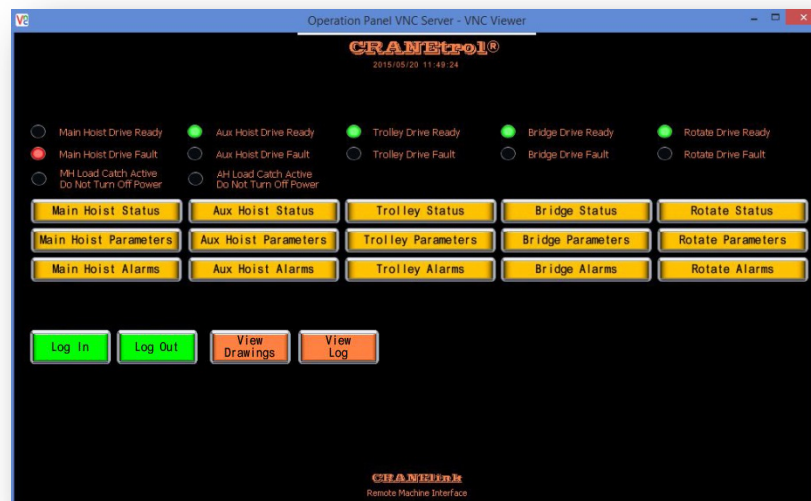 VS
Operation Panel VNC Server - VNC Viewer
CRANEtrol®
2015/05/20 11:49:24
Main Hoist Drive Ready
Aux Hoist Drive Ready
Trolley Drive Ready
Bridge Drive Ready
Rotate Drive Ready
Main Hoist Drive Fault
Aux Hoist Drive Fault
Trolley Drive Fault
Bridge Drive Fault
Rotate Drive Fault
MH Load Catch Active
Do Not Turn Off Power
AH Load Catch Active
Do Not Turn Off Power
Main Hoist Status
Aux Hoist Status
Trolley Status
Bridge Status
Rotate Status
Main Hoist Parameters
Aux Hoist Parameters
Trolley Parameters
Bridge Parameters
Rotate Parameters
Main Hoist Alarms
Aux Hoist Alarms
Trolley Alarms
Bridge Alarms
Rotate Alarms
Log In
Log Out
View
Drawings
View
Log
CRANElink
Remote Machine Interface